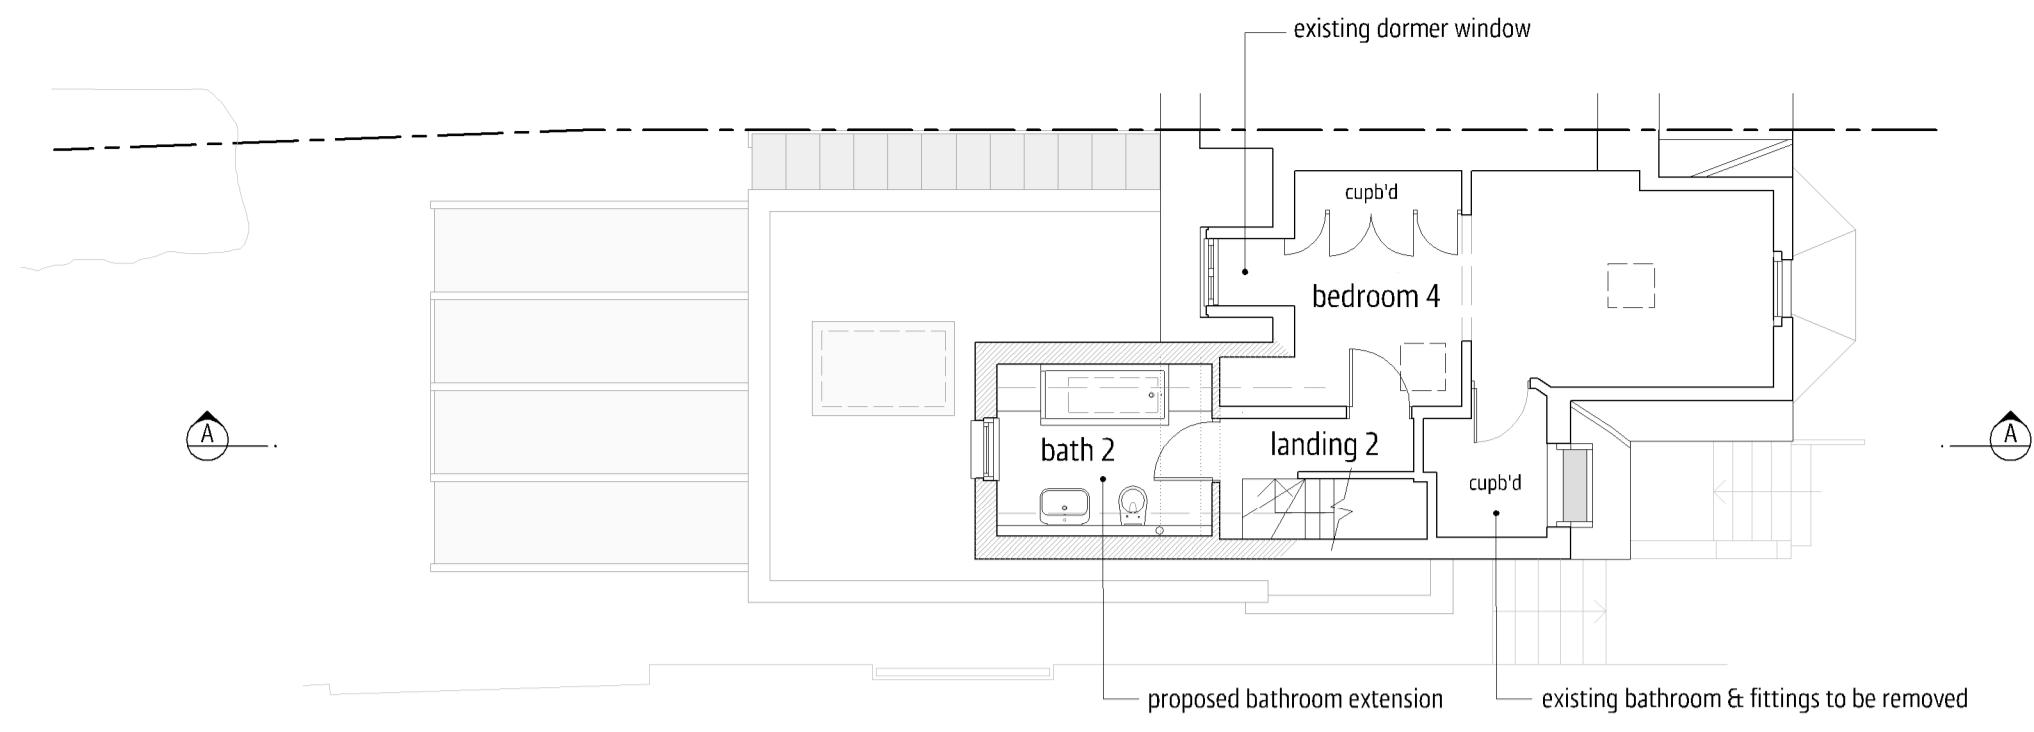 existing dormer window
cupb'd
bedroom 4
A
bath 2
landing 2
A
cupb'd
proposed bathroom extension
existing bathroom & fittings to be removed